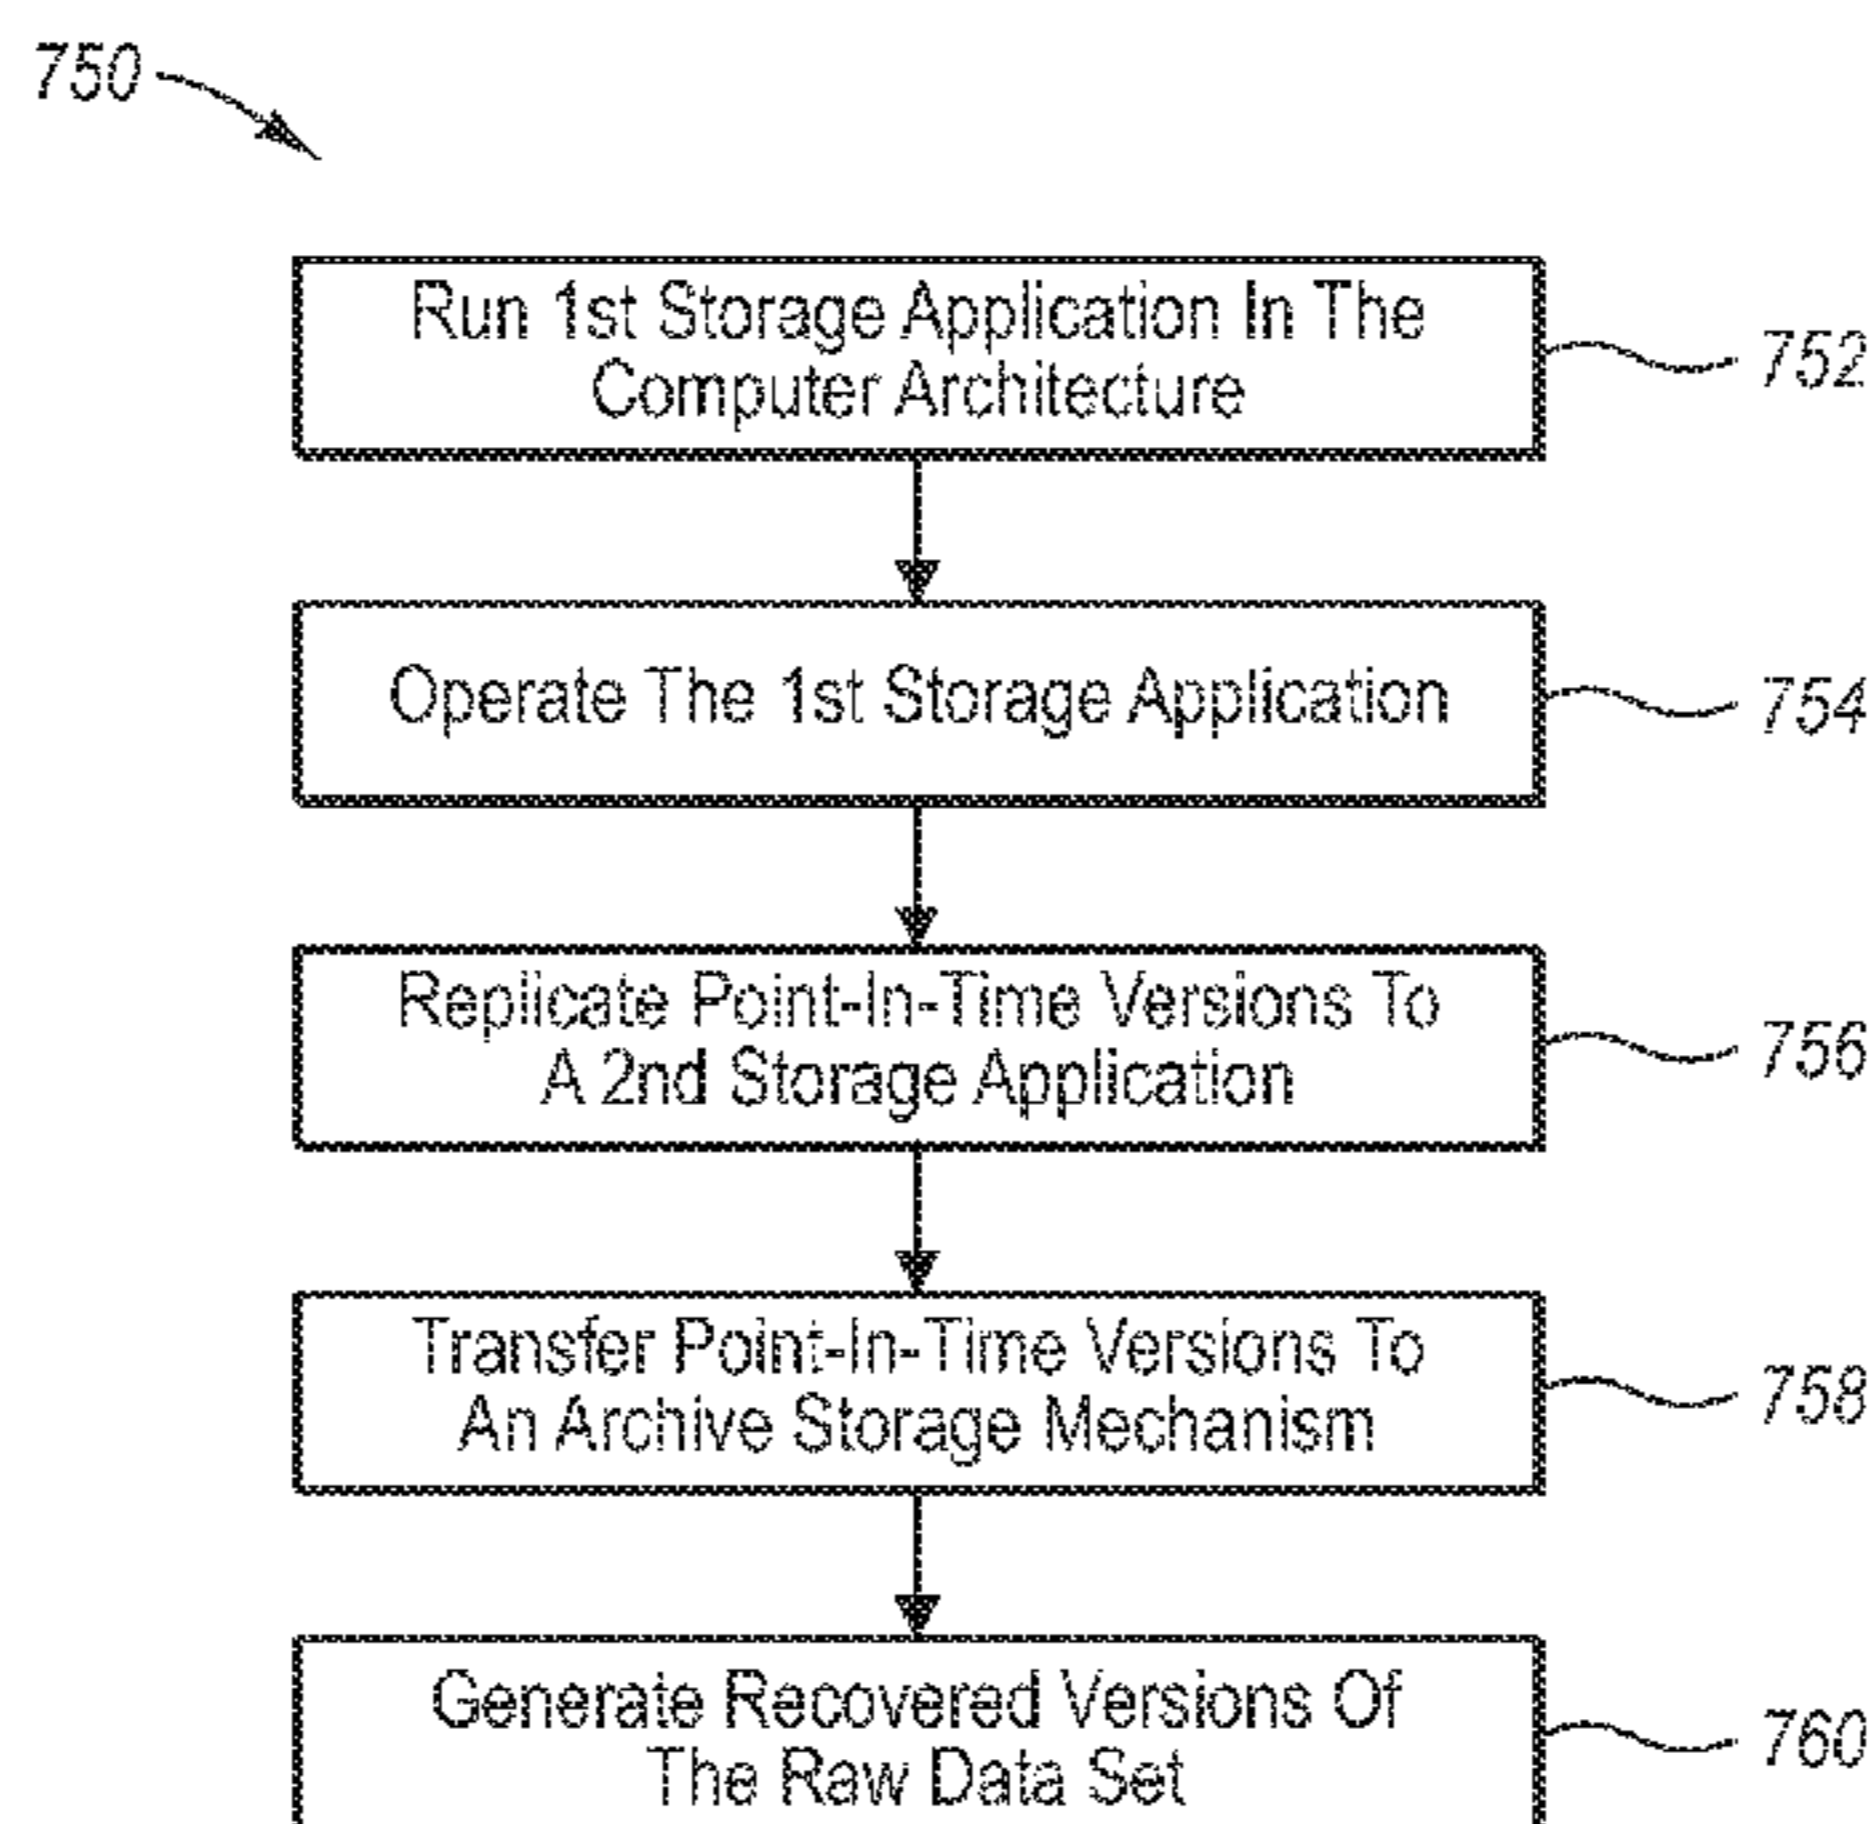 750
Run 1st Storage Application In The
Computer Architecture
752
Operate The 1st Storage Application
754
Replicate Point-In-Time Versions To
A 2nd Storage Application
756
Transfer Point-In-Time Versions To
An Archive Storage Mechanism
758
Generate Recovered Versions Of
The Raw Data Set
760